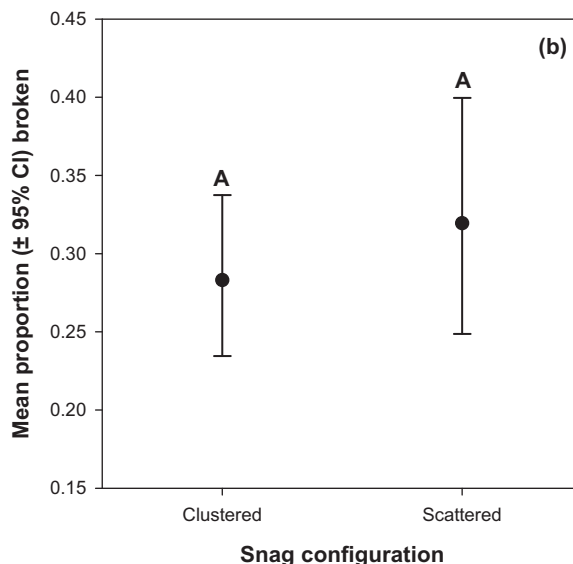 0.45
(b)
A
0.40
A
0.35
0.30
0.25
0.20
0.15
Mean proportion (± 95% CI) broken
Clustered Scattered
Snag configuration